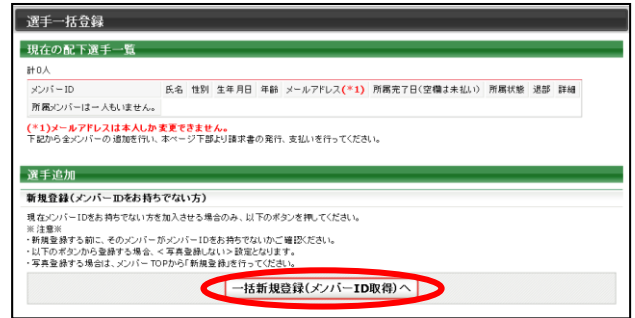 選手一括登録
現在の配下選手一覧
計0人
メンバーID 氏名 性別 生年月日 年齢 メールアドレス(*1) 所属完了日(空欄は未払い) 所属状態 退部 詳細
所属メンバーは一人もいません。
(*1)メールアドレスは本人しか変更できません。
下記から全メンバーの追加を行い、本ページ下部より請求書の発行、支払いを行ってください。
選手追加
新規登録(メンバーIDをお持ちでない方)
現在メンバーIDをお持ちでない方を加入させる場合のみ、以下のボタンを押してください。
※注意※
・新規登録する前に、そのメンバーがメンバーIDをお持ちでないかご確認ください。
・以下のボタンから登録する場合、<写真登録しない>設定となります。
・写真登録する場合は、メンバーTOPから「新規登録」を行ってください。
一括新規登録(メンバーID取得)へ